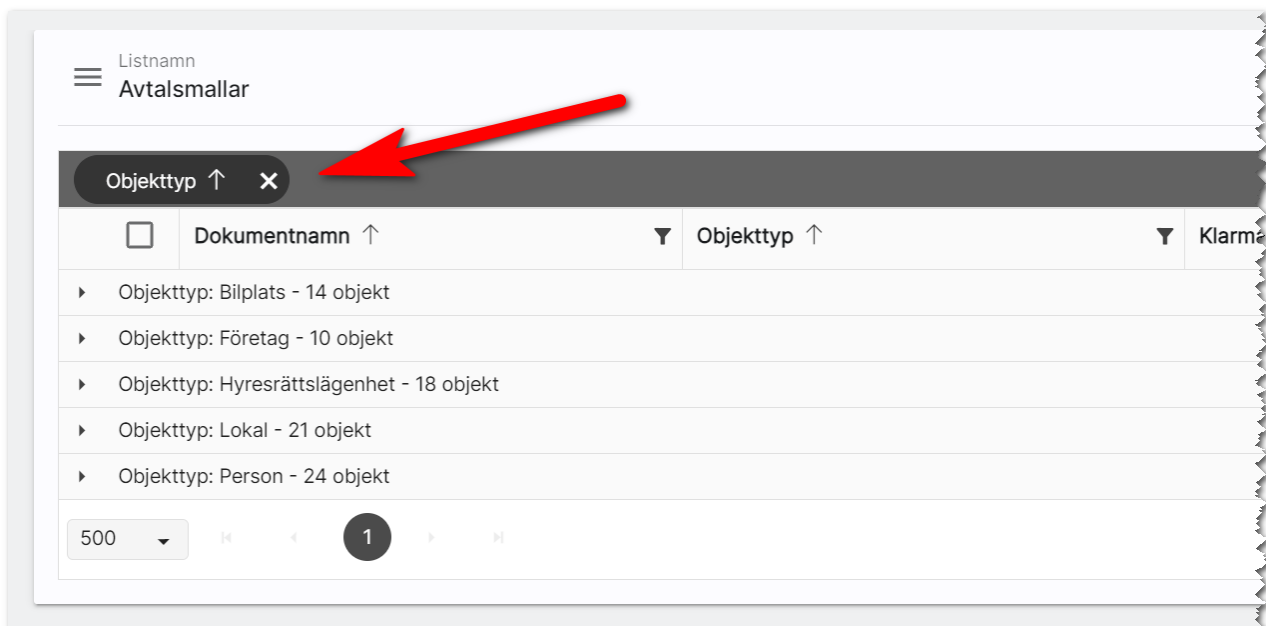 Listnamn
Avtalsmallar
Objekttyp
Dokumentnamn Objekttyp Klarma
Objekttyp: Bilplats - 14 objekt
Objekttyp: Företag - 10 objekt
Objekttyp: Hyresrättslägenhet - 18 objekt
Objekttyp: Lokal - 21 objekt
Objekttyp: Person - 24 objekt
500 1